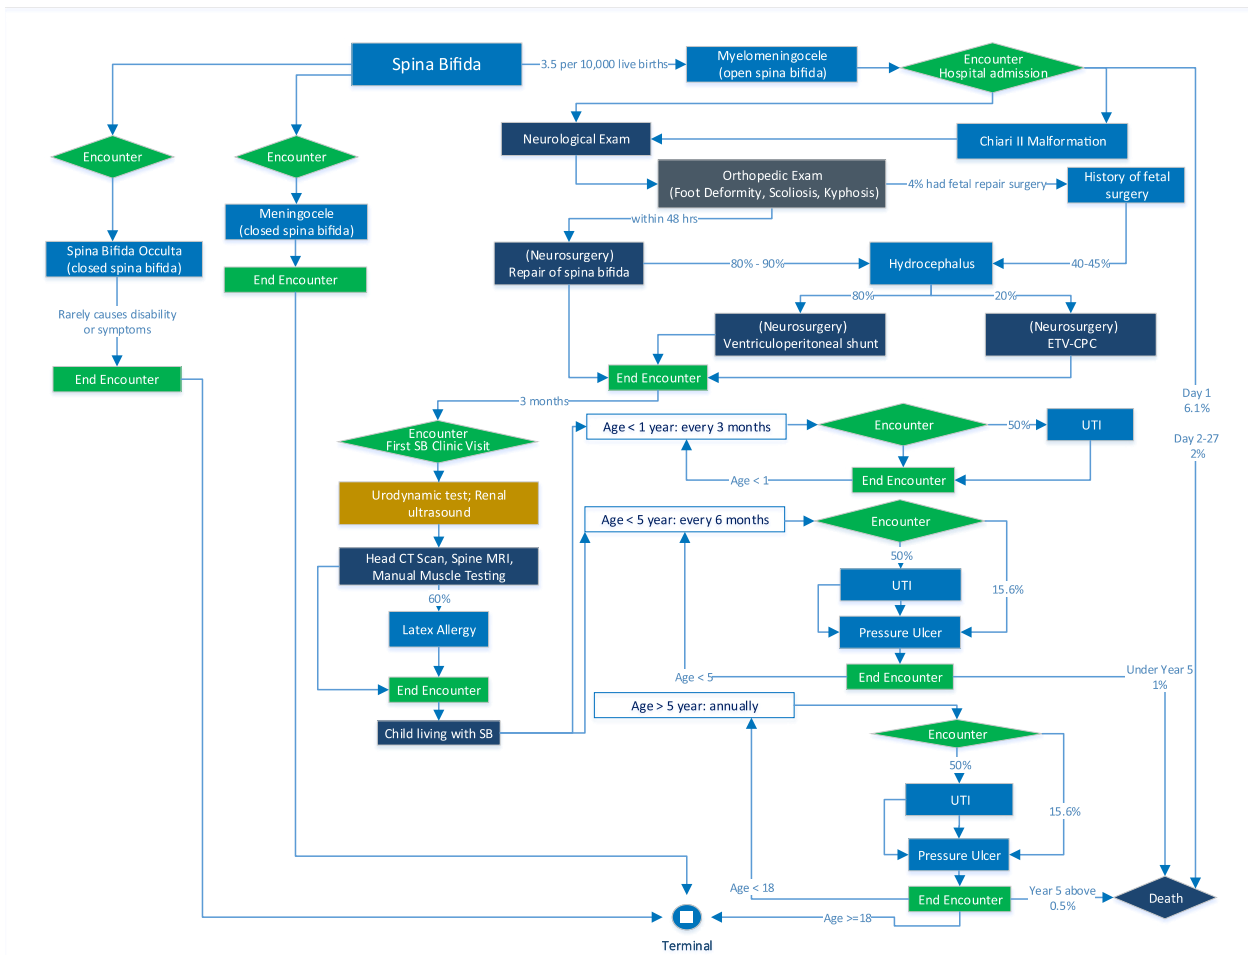 Spina Bifida
3.5 per 10,000 live births
Myelomeningocele
(open spina bifida)
Encounter
Hospital admission
Encounter
Encounter
Neurological Exam
Chiari II Malformation
Orthopedic Exam
(Foot Deformity, Scoliosis, Kyphosis)
4% had fetal repair surgery
History of fetal
surgery
Meningocele
(closed spina bifida)
within 48 hrs
Spina Bifida Occulta
(closed spina bifida)
(Neurosurgery)
Repair of spina bifida
80% - 90%
Hydrocephalus
40-45%
End Encounter
80%
20%
Rarely causes disability
or symptoms
(Neurosurgery)
Ventriculoperitoneal shunt
(Neurosurgery)
ETV-CPC
End Encounter
End Encounter
Day 1
6.1%
3 months
Encounter
First SB Clinic Visit
Age < 1 year: every 3 months
Encounter
50%
UTI
Day 2-27
2%
Age < 1
End Encounter
Urodynamic test; Renal
ultrasound
Age < 5 year: every 6 months
Encounter
Head CT Scan, Spine MRI,
Manual Muscle Testing
50%
UTI
15.6%
60%
Latex Allergy
Pressure Ulcer
Age < 5
End Encounter
Under Year 5
1%
End Encounter
Age > 5 year: annually
Child living with SB
Encounter
50%
UTI
15.6%
Pressure Ulcer
Age < 18
End Encounter
Year 5 above
0.5%
Death
Age >=18
Terminal